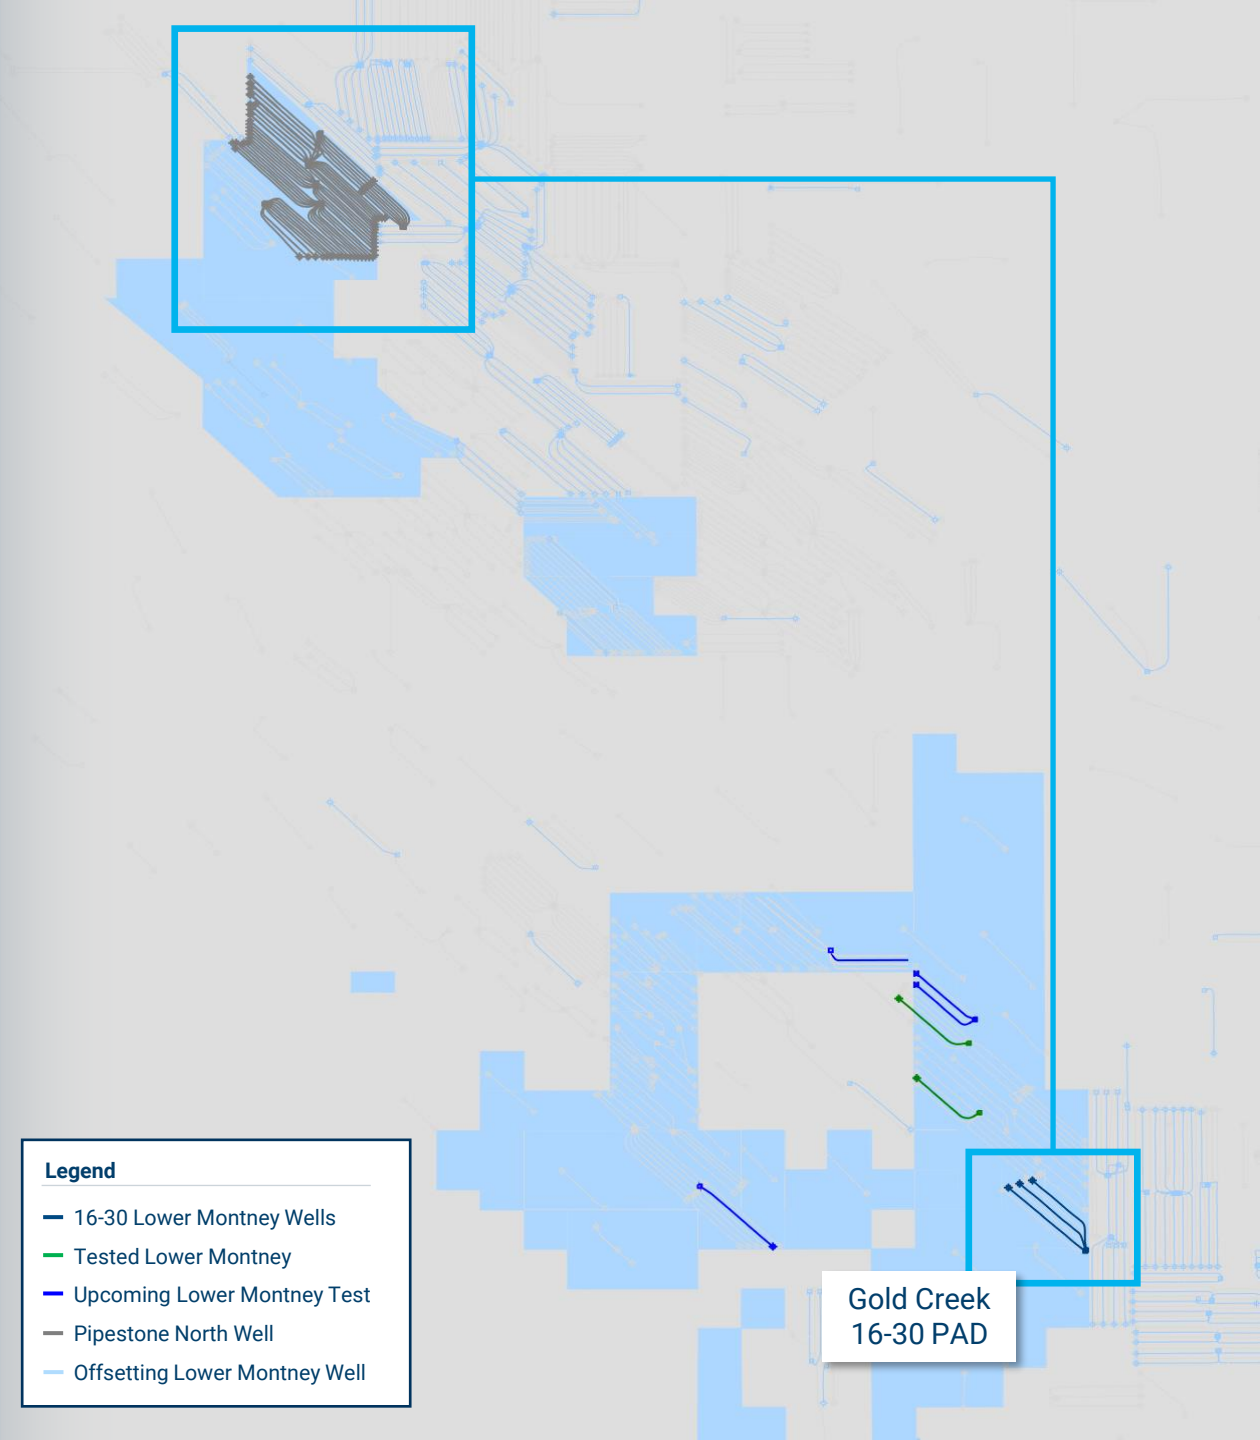 Legend
16-30 Lower Montney Wells
Tested Lower Montney
Upcoming Lower Montney Test
Pipestone North Well
Offsetting Lower Montney Well
Gold Creek
16-30 PAD